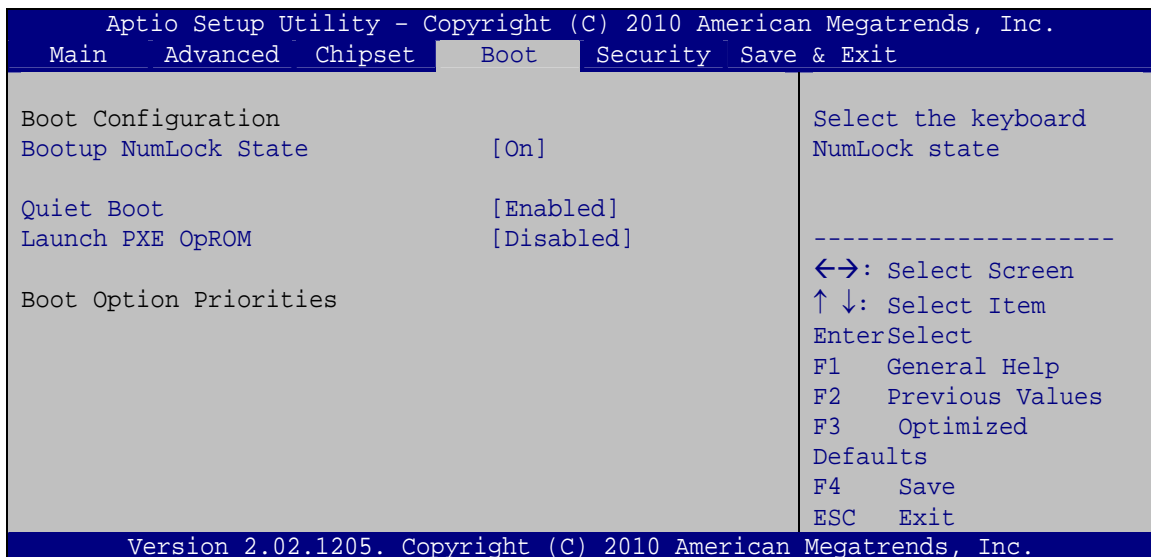 Aptio Setup Utility – Copyright (C) 2010 American Megatrends, Inc.
Main Advanced Chipset Boot Security Save & Exit
Boot Configuration
Bootup NumLock State [On]
Quiet Boot [Enabled]
Launch PXE OpROM [Disabled]
Boot Option Priorities
Select the keyboard
NumLock state
---------------------
←→: Select Screen
↑ ↓: Select Item
EnterSelect
F1 General Help
F2 Previous Values
F3 Optimized
Defaults
F4 Save
ESC Exit
Version 2.02.1205. Copyright (C) 2010 American Megatrends, Inc.